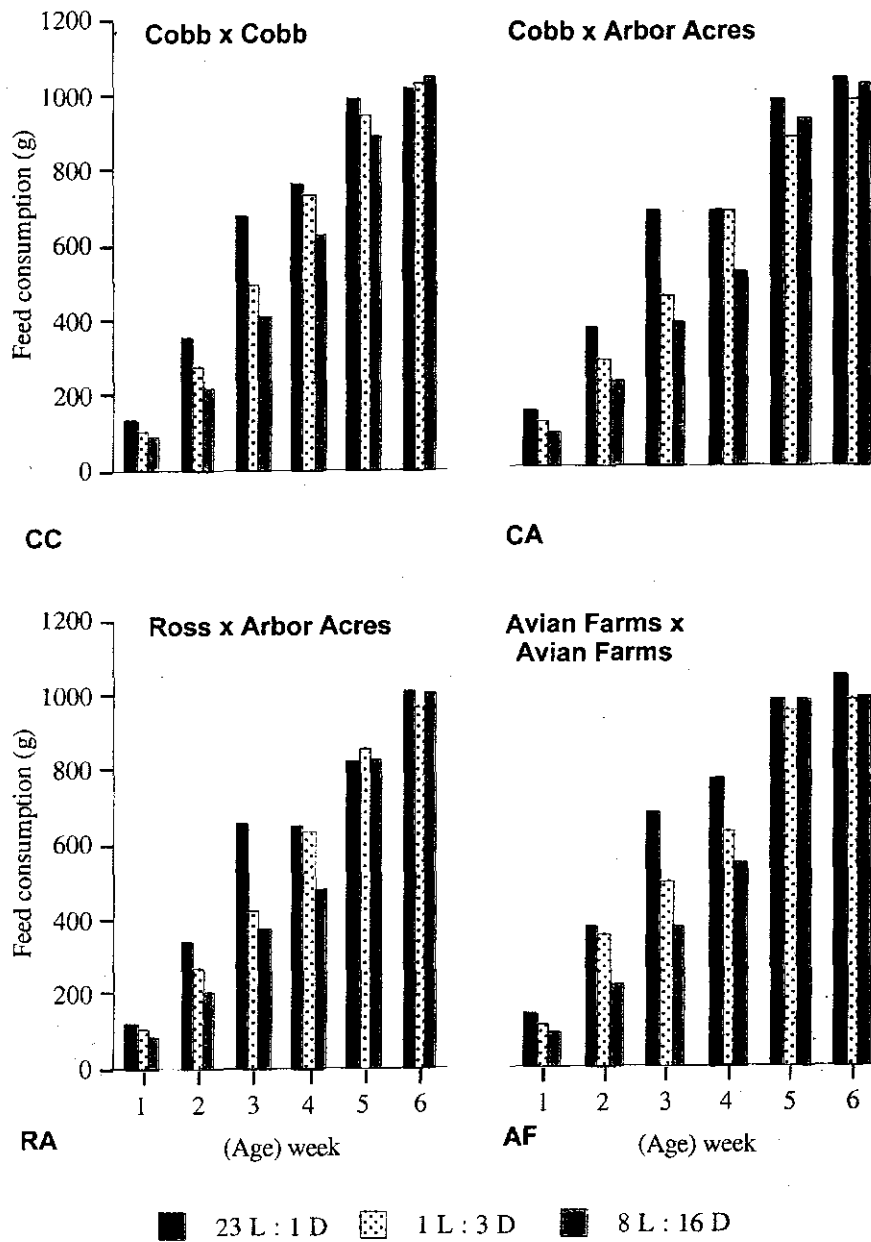 Cobb x Cobb
Cobb x Arbor Acres
1200
1000
800
600
400
200
0
Feed consumption (g)
CC
CA
Ross x Arbor Acres
Avian Farms x
Avian Farms
1200
1000
800
600
400
200
0
Feed consumption (g)
1 2 3 4 5 6
1 2 3 4 5 6
RA
(Age) week
AF
(Age) week
23 L : 1 D
1 L : 3 D
8 L : 16 D